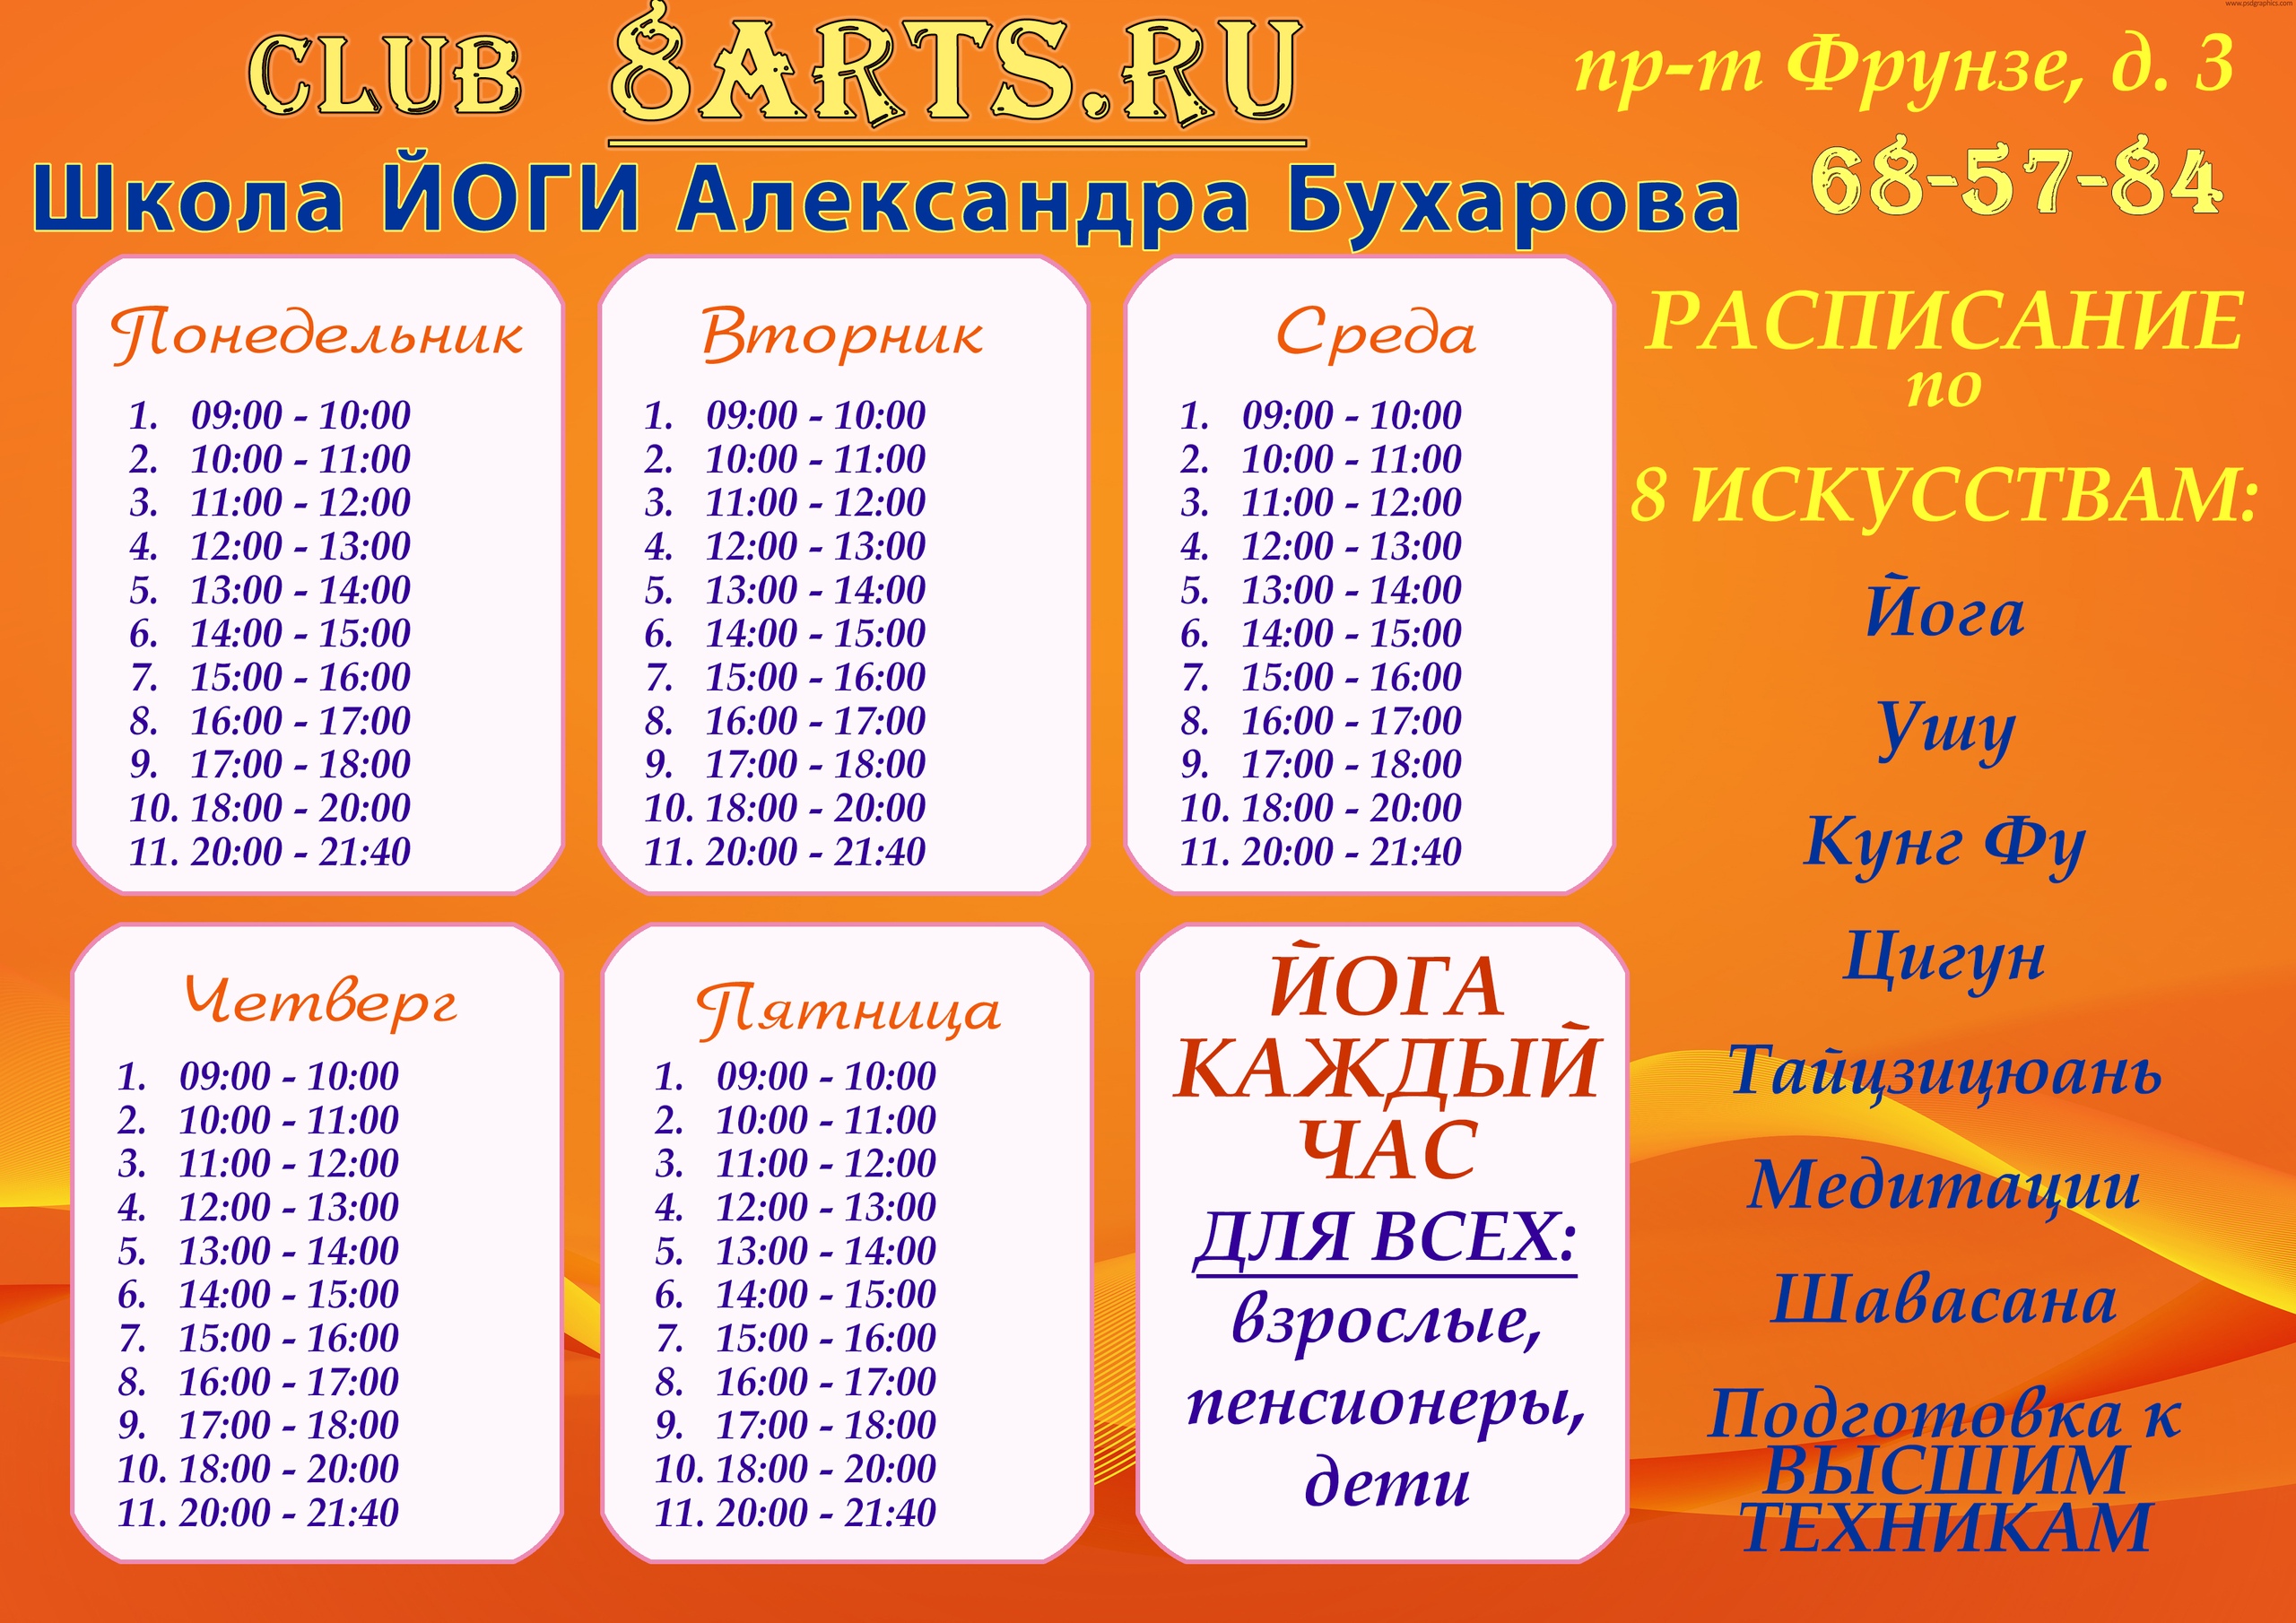 www.psdgraphics.com
CLUB 8ARTS.RU
пр-т Фрунзе, д. 3
68-57-84
Школа ЙОГИ Александра Бухарова
Понедельник
1. 09:00 - 10:00
2. 10:00 - 11:00
3. 11:00 - 12:00
4. 12:00 - 13:00
5. 13:00 - 14:00
6. 14:00 - 15:00
7. 15:00 - 16:00
8. 16:00 - 17:00
9. 17:00 - 18:00
10. 18:00 - 20:00
11. 20:00 - 21:40
Вторник
1. 09:00 - 10:00
2. 10:00 - 11:00
3. 11:00 - 12:00
4. 12:00 - 13:00
5. 13:00 - 14:00
6. 14:00 - 15:00
7. 15:00 - 16:00
8. 16:00 - 17:00
9. 17:00 - 18:00
10. 18:00 - 20:00
11. 20:00 - 21:40
Среда
1. 09:00 - 10:00
2. 10:00 - 11:00
3. 11:00 - 12:00
4. 12:00 - 13:00
5. 13:00 - 14:00
6. 14:00 - 15:00
7. 15:00 - 16:00
8. 16:00 - 17:00
9. 17:00 - 18:00
10. 18:00 - 20:00
11. 20:00 - 21:40
Четверг
1. 09:00 - 10:00
2. 10:00 - 11:00
3. 11:00 - 12:00
4. 12:00 - 13:00
5. 13:00 - 14:00
6. 14:00 - 15:00
7. 15:00 - 16:00
8. 16:00 - 17:00
9. 17:00 - 18:00
10. 18:00 - 20:00
11. 20:00 - 21:40
Пятница
1. 09:00 - 10:00
2. 10:00 - 11:00
3. 11:00 - 12:00
4. 12:00 - 13:00
5. 13:00 - 14:00
6. 14:00 - 15:00
7. 15:00 - 16:00
8. 16:00 - 17:00
9. 17:00 - 18:00
10. 18:00 - 20:00
11. 20:00 - 21:40
ЙОГА
КАЖДЫЙ
ЧАС
ДЛЯ ВСЕХ:
взрослые,
пенсионеры,
дети
РАСПИСАНИЕ
по
8 ИСКУССТВАМ:
Йога
Ушу
Кунг Фу
Цигун
Тайцзицюань
Медитации
Шавасана
Подготовка к
ВЫСШИМ
ТЕХНИКАМ